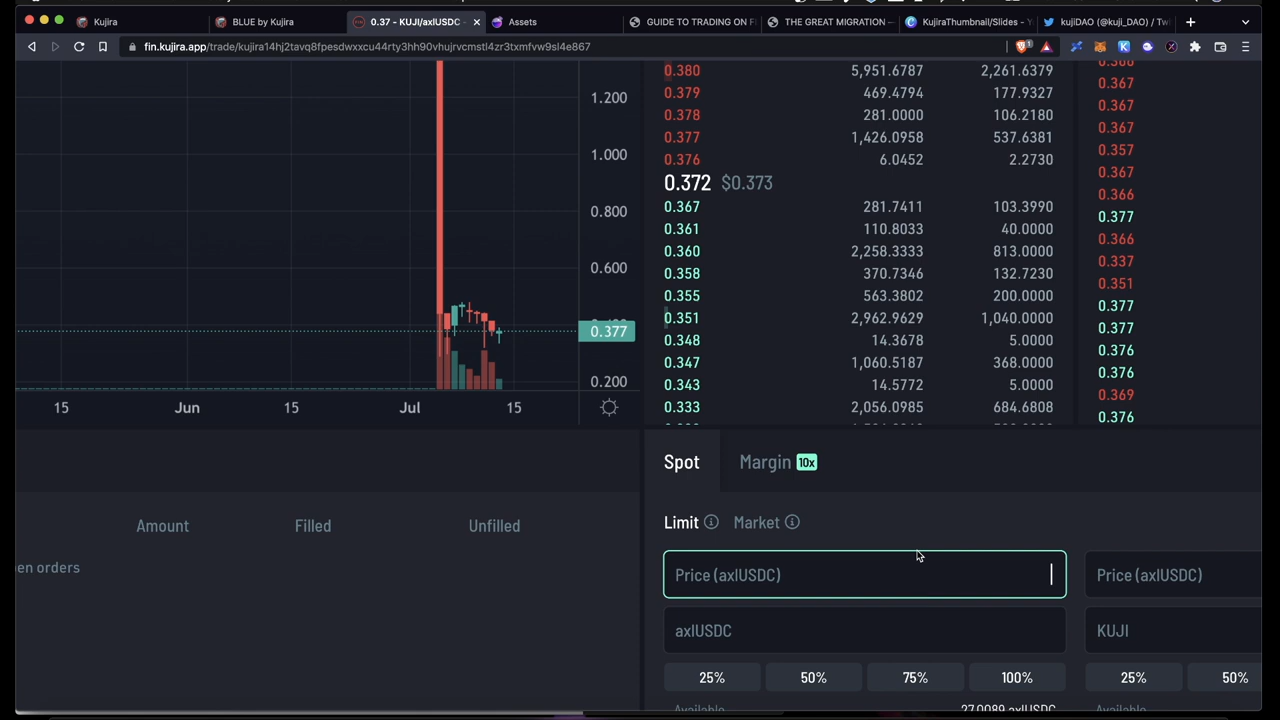 Kujira
BLUE by Kujira
0.37 - KUJI/axlUSDC
Assets
GUIDE TO TRADING ON F
THE GREAT MIGRATION –
KujiraThumbnail/Slides - Y
kujiDAO (@kuji_DAO) / Twi
fin.kujira.app/trade/kujira14hj2tavq8fpesdwxxcu44rty3hh90vhujrvcmstl4zr3txmfvw9sl4e867
1.200
1.000
0.800
0.600
0.377
0.200
15 Jun 15 Jul 15
0.380 5,951.6787 2,261.6379
0.379 469.4794 177.9327
0.378 281.0000 106.2180
0.377 1,426.0958 537.6381
0.376 6.0452 2.2730
0.372 $0.373
0.367 281.7411 103.3990
0.361 110.8033 40.0000
0.360 2,258.3333 813.0000
0.358 370.7346 132.7230
0.355 563.3802 200.0000
0.351 2,962.9629 1,040.0000
0.348 14.3678 5.0000
0.347 1,060.5187 368.0000
0.343 14.5772 5.0000
0.333 2,056.0985 684.6808
0.366
0.367
0.367
0.367
0.357
0.367
0.366
0.377
0.366
0.337
0.351
0.377
0.377
0.376
0.376
0.369
0.376
Amount Filled Unfilled
en orders
Spot Margin 10x
Limit Market
Price (axlUSDC) Price (axlUSDC)
axlUSDC KUJI
25% 50% 75% 100% 25% 50%
Available 27.0089 axlUSDC Available